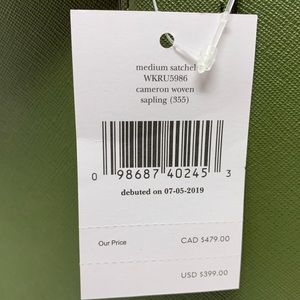 medium satchel
WKRU5986
cameron woven
sapling (355)
0 98687 40245 3
debuted on 07-05-2019
Our Price CAD $479.00
USD $399.00